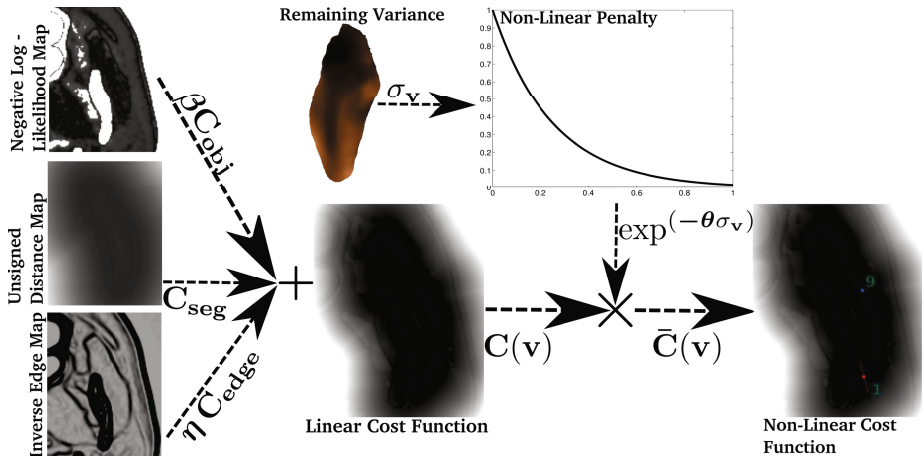 Remaining Variance
Non-Linear Penalty
Negative Log -
Likelihood Map
Unsigned
Distance Map
Inverse Edge Map
βC_obj
C_seg
ηC_edge
+
σ_v
1
0.9
0.8
0.7
0.6
0.5
0.4
0.3
0.2
0.1
0
0 0.2 0.4 0.6 0.8 1
exp^(−θσ_v)
×
C(v)
C̄(v)
9
1
Linear Cost Function
Non-Linear Cost
Function